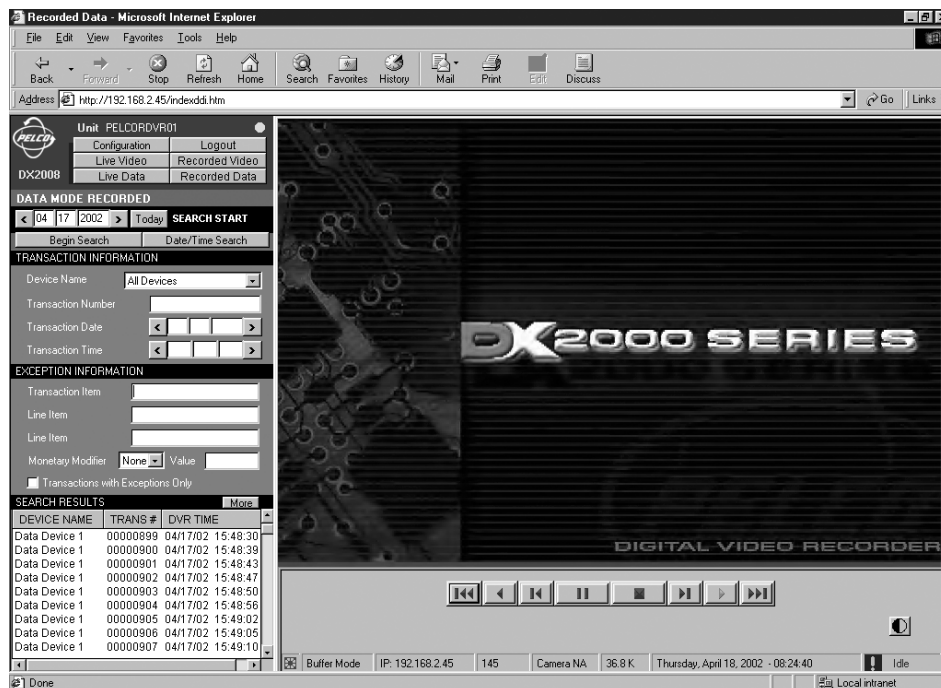 Recorded Data - Microsoft Internet Explorer
File Edit View Favorites Tools Help
Back Forward Stop Refresh Home Search Favorites History Mail Print Edit Discuss
Address http://192.168.2.45/indexddi.htm Go Links
PELCO
Unit PELCORDVR01
Configuration Logout
Live Video Recorded Video
DX2008 Live Data Recorded Data
DATA MODE RECORDED
< 04 17 2002 > Today SEARCH START
Begin Search Date/Time Search
TRANSACTION INFORMATION
Device Name All Devices
Transaction Number
Transaction Date < >
Transaction Time < >
EXCEPTION INFORMATION
Transaction Item
Line Item
Line Item
Monetary Modifier None Value
Transactions with Exceptions Only
SEARCH RESULTS More
DEVICE NAME TRANS # DVR TIME
Data Device 1 00000899 04/17/02 15:48:30
Data Device 1 00000900 04/17/02 15:48:39
Data Device 1 00000901 04/17/02 15:48:43
Data Device 1 00000902 04/17/02 15:48:47
Data Device 1 00000903 04/17/02 15:48:50
Data Device 1 00000904 04/17/02 15:48:56
Data Device 1 00000905 04/17/02 15:49:02
Data Device 1 00000906 04/17/02 15:49:05
Data Device 1 00000907 04/17/02 15:49:10
DX2000 SERIES
DIGITAL VIDEO RECORDER
Buffer Mode IP: 192.168.2.45 145 Camera NA 36.8 K Thursday, April 18, 2002 - 08:24:40 Idle
Done Local intranet